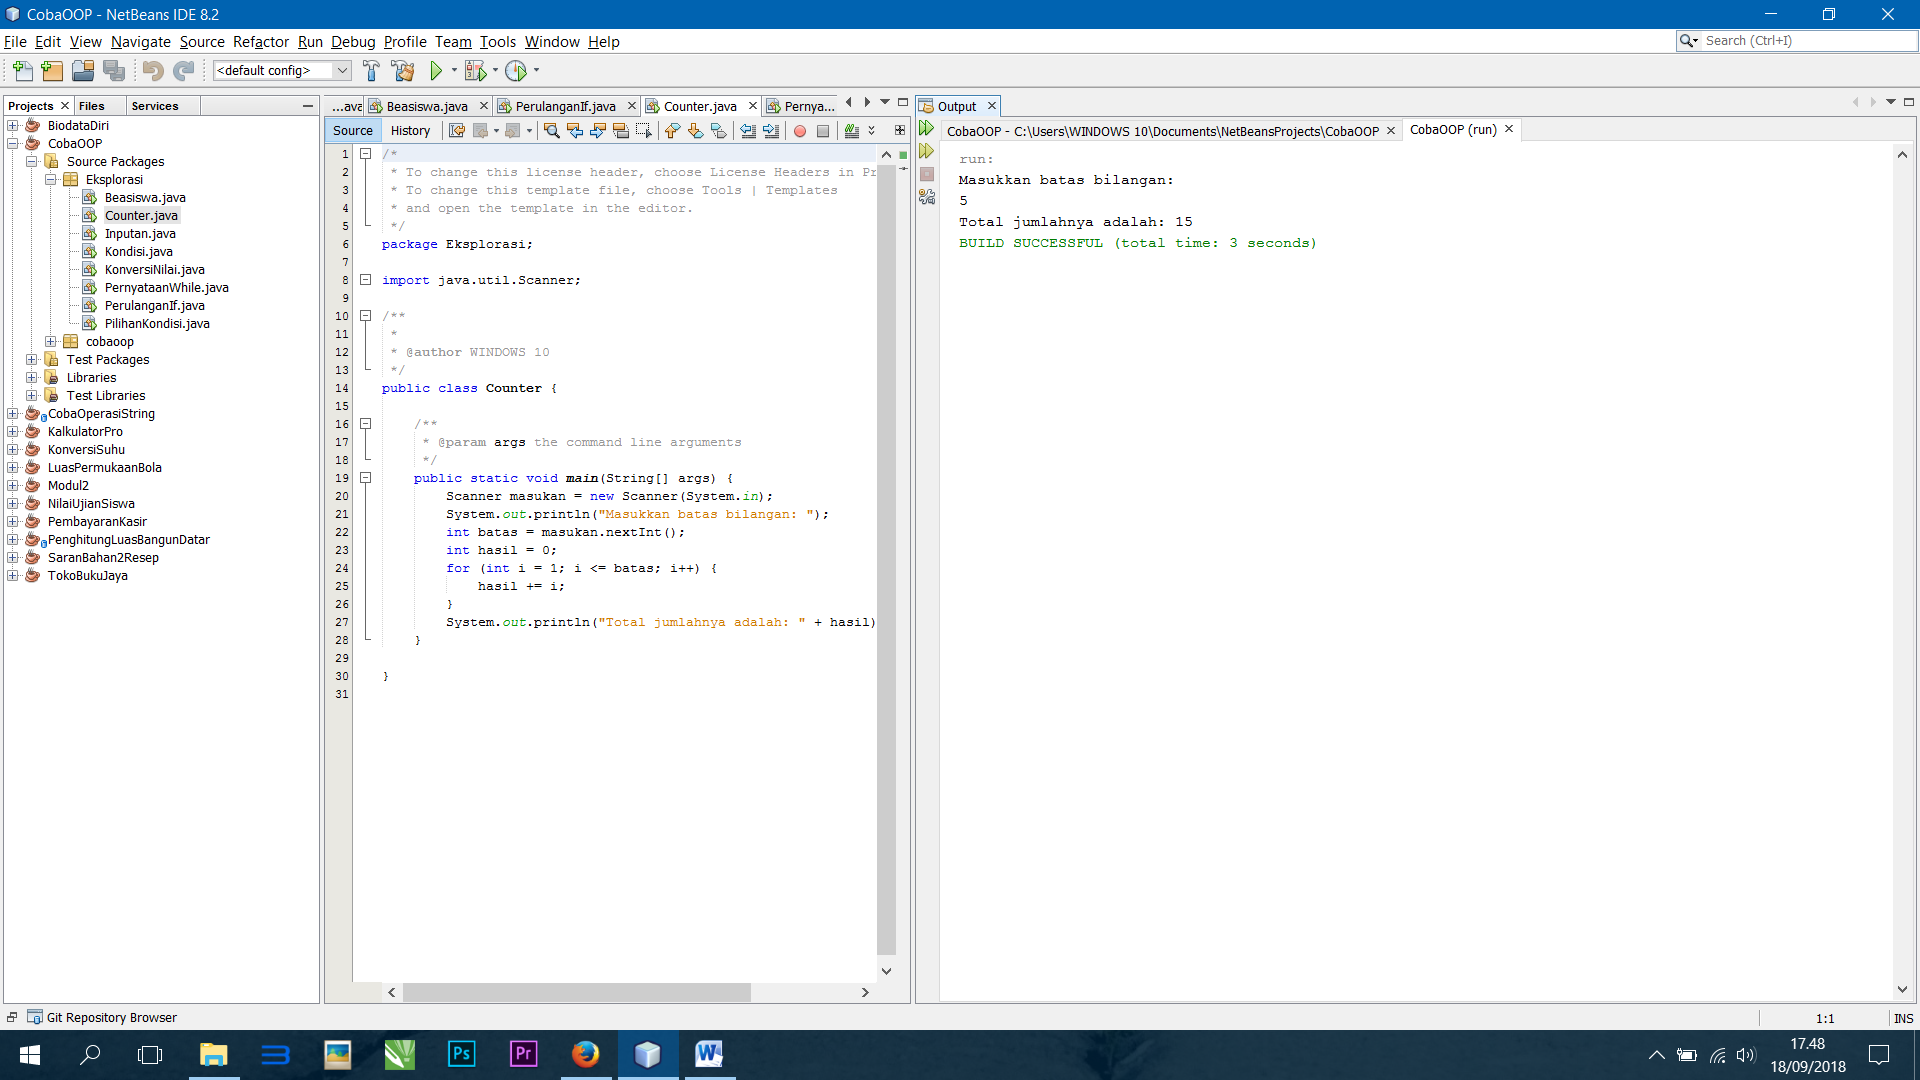 CobaOOP - NetBeans IDE 8.2
File Edit View Navigate Source Refactor Run Debug Profile Team Tools Window Help
Search (Ctrl+I)
<default config>
Projects Files Services
BiodataDiri
CobaOOP
Source Packages
Eksplorasi
Beasiswa.java
Counter.java
Inputan.java
Kondisi.java
KonversiNilai.java
PernyataanWhile.java
PerulanganIf.java
PilihanKondisi.java
cobaoop
Test Packages
Libraries
Test Libraries
CobaOperasiString
KalkulatorPro
KonversiSuhu
LuasPermukaanBola
Modul2
NilaiUjianSiswa
PembayaranKasir
PenghitungLuasBangunDatar
SaranBahan2Resep
TokoBukuJaya
...ava Beasiswa.java PerulanganIf.java Counter.java Pernya...
Source History
1 /*
2 * To change this license header, choose License Headers in Pr
3 * To change this template file, choose Tools | Templates
4 * and open the template in the editor.
5 */
6 package Eksplorasi;
7
8 import java.util.Scanner;
9
10 /**
11 *
12 * @author WINDOWS 10
13 */
14 public class Counter {
15
16 /**
17 * @param args the command line arguments
18 */
19 public static void main(String[] args) {
20 Scanner masukan = new Scanner(System.in);
21 System.out.println("Masukkan batas bilangan: ");
22 int batas = masukan.nextInt();
23 int hasil = 0;
24 for (int i = 1; i <= batas; i++) {
25 hasil += i;
26 }
27 System.out.println("Total jumlahnya adalah: " + hasil)
28 }
29
30 }
31
Output
CobaOOP - C:\Users\WINDOWS 10\Documents\NetBeansProjects\CobaOOP CobaOOP (run)
run:
Masukkan batas bilangan:
5
Total jumlahnya adalah: 15
BUILD SUCCESSFUL (total time: 3 seconds)
Git Repository Browser
1:1 INS
Ps Pr
17.48
18/09/2018